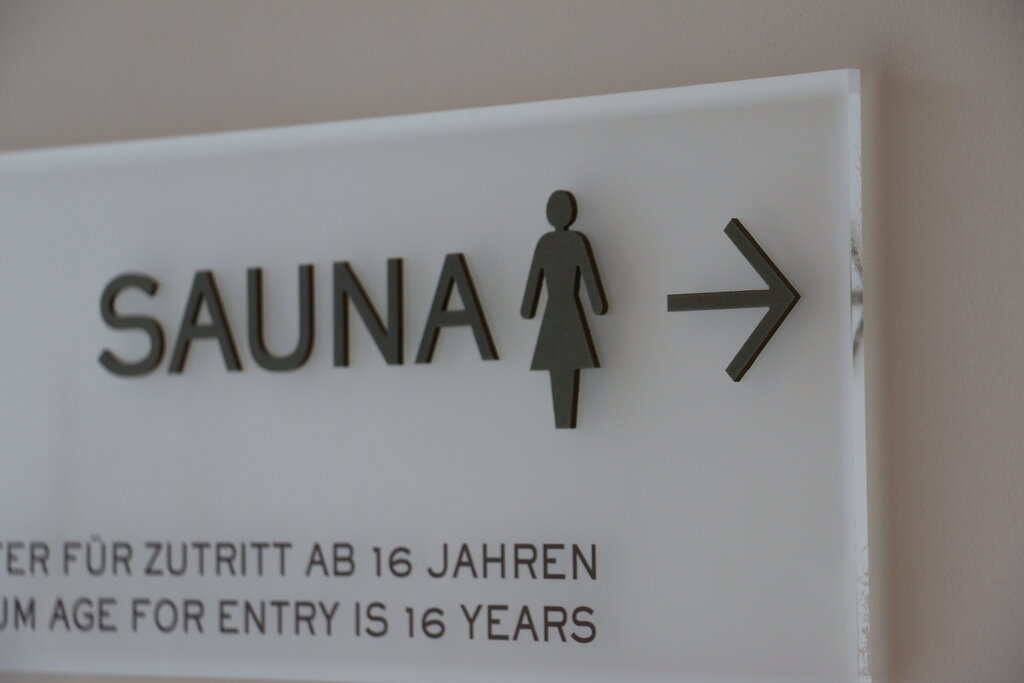 SAUNA
FÜR ZUTRITT AB 16 JAHREN
AGE FOR ENTRY IS 16 YEARS